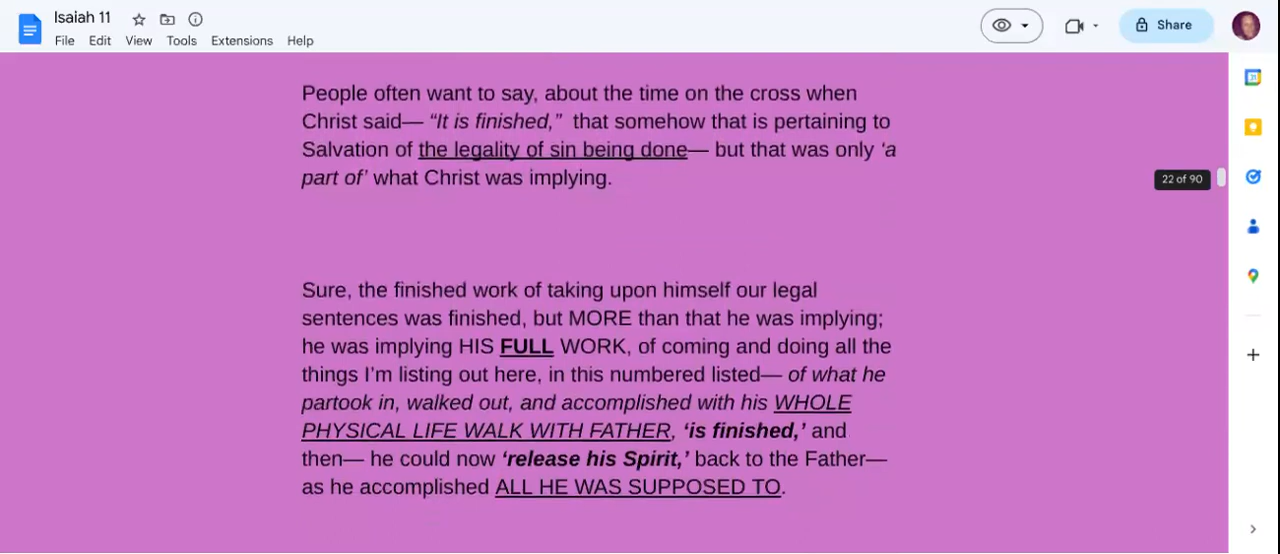 Isaiah 11
File Edit View Tools Extensions Help
Share
People often want to say, about the time on the cross when
Christ said— “It is finished,” that somehow that is pertaining to
Salvation of the legality of sin being done— but that was only ‘a
part of’ what Christ was implying.
22 of 90
Sure, the finished work of taking upon himself our legal
sentences was finished, but MORE than that he was implying;
he was implying HIS FULL WORK, of coming and doing all the
things I’m listing out here, in this numbered listed— of what he
partook in, walked out, and accomplished with his WHOLE
PHYSICAL LIFE WALK WITH FATHER, ‘is finished,’ and
then— he could now ‘release his Spirit,’ back to the Father—
as he accomplished ALL HE WAS SUPPOSED TO.